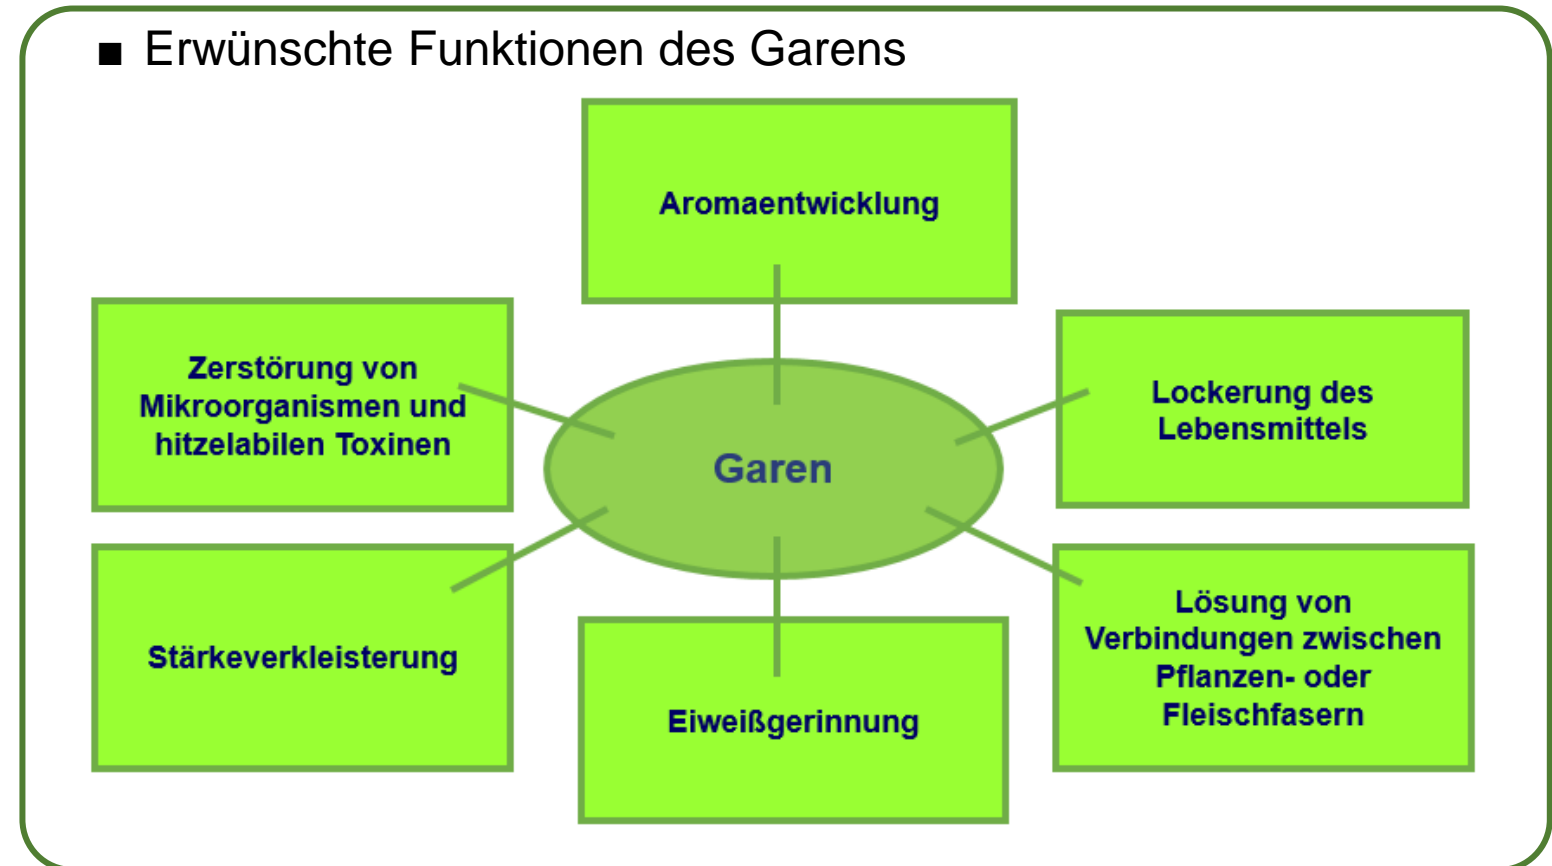 ■ Erwünschte Funktionen des Garens
Aromaentwicklung
Zerstörung von
Mikroorganismen und
hitzelabilen Toxinen
Lockerung des
Lebensmittels
Garen
Stärkeverkleisterung
Eiweißgerinnung
Lösung von
Verbindungen zwischen
Pflanzen- oder
Fleischfasern